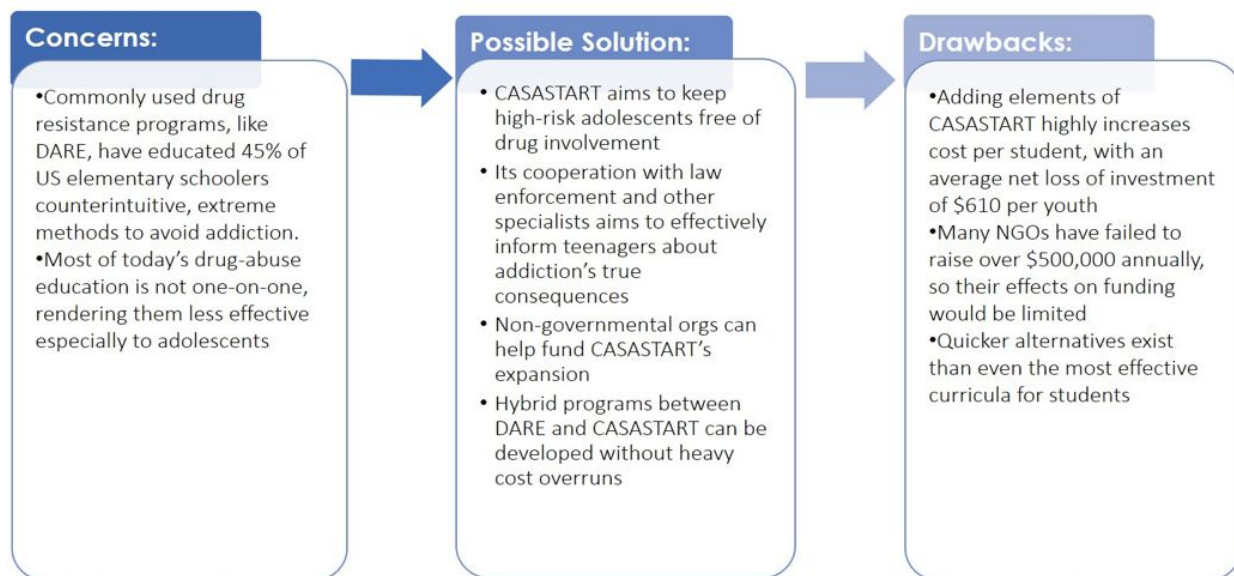 Concerns:
•Commonly used drug
resistance programs, like
DARE, have educated 45% of
US elementary schoolers
counterintuitive, extreme
methods to avoid addiction.
•Most of today's drug-abuse
education is not one-on-one,
rendering them less effective
especially to adolescents
Possible Solution:
• CASASTART aims to keep
high-risk adolescents free of
drug involvement
• Its cooperation with law
enforcement and other
specialists aims to effectively
inform teenagers about
addiction's true
consequences
• Non-governmental orgs can
help fund CASASTART's
expansion
• Hybrid programs between
DARE and CASASTART can be
developed without heavy
cost overruns
Drawbacks:
•Adding elements of
CASASTART highly increases
cost per student, with an
average net loss of investment
of $610 per youth
•Many NGOs have failed to
raise over $500,000 annually,
so their effects on funding
would be limited
•Quicker alternatives exist
than even the most effective
curricula for students